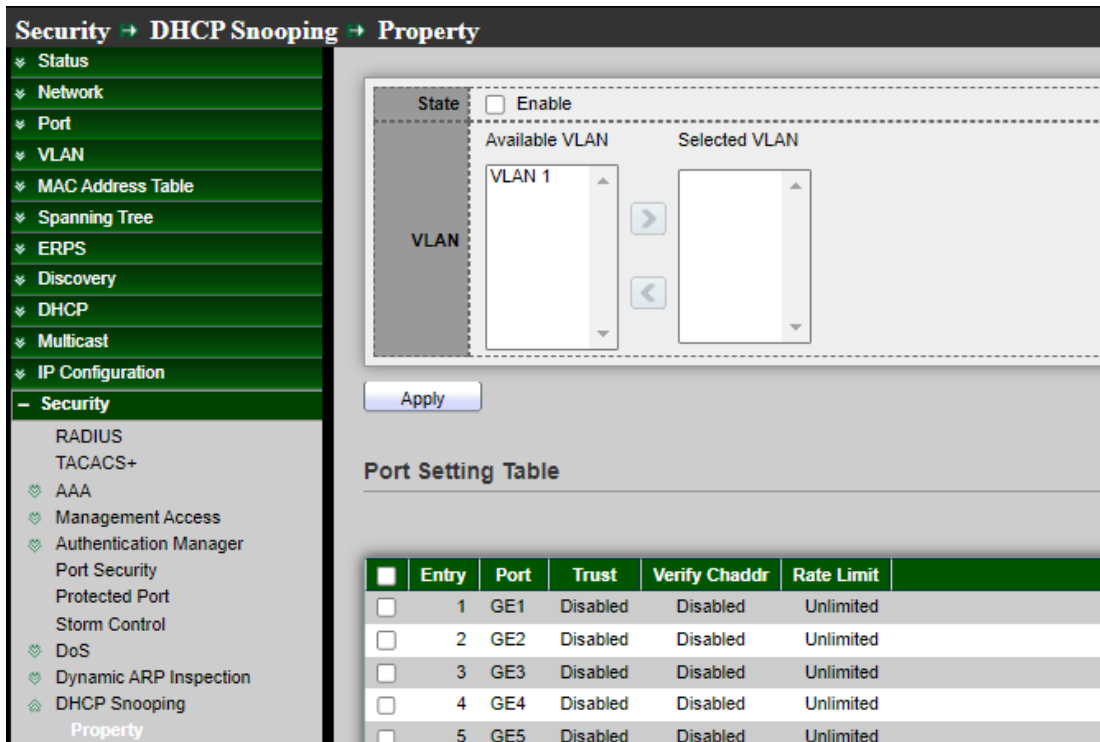 Security → DHCP Snooping → Property
Status
Network
Port
VLAN
MAC Address Table
Spanning Tree
ERPS
Discovery
DHCP
Multicast
IP Configuration
Security
RADIUS
TACACS+
AAA
Management Access
Authentication Manager
Port Security
Protected Port
Storm Control
DoS
Dynamic ARP Inspection
DHCP Snooping
Property
State Enable
Available VLAN Selected VLAN
VLAN 1
VLAN
Apply
Port Setting Table
Entry Port Trust Verify Chaddr Rate Limit
1 GE1 Disabled Disabled Unlimited
2 GE2 Disabled Disabled Unlimited
3 GE3 Disabled Disabled Unlimited
4 GE4 Disabled Disabled Unlimited
5 GE5 Disabled Disabled Unlimited